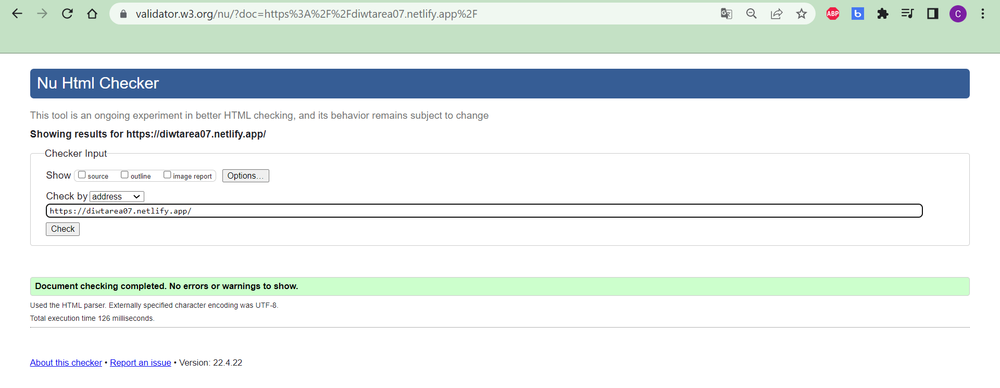 validator.w3.org/nu/?doc=https%3A%2F%2Fdiwtarea07.netlify.app%2F
ABP
b
C
Nu Html Checker
This tool is an ongoing experiment in better HTML checking, and its behavior remains subject to change
Showing results for https://diwtarea07.netlify.app/
Checker Input
Show source outline image report Options...
Check by address
https://diwtarea07.netlify.app/
Check
Document checking completed. No errors or warnings to show.
Used the HTML parser. Externally specified character encoding was UTF-8.
Total execution time 126 milliseconds.
About this checker • Report an issue • Version: 22.4.22